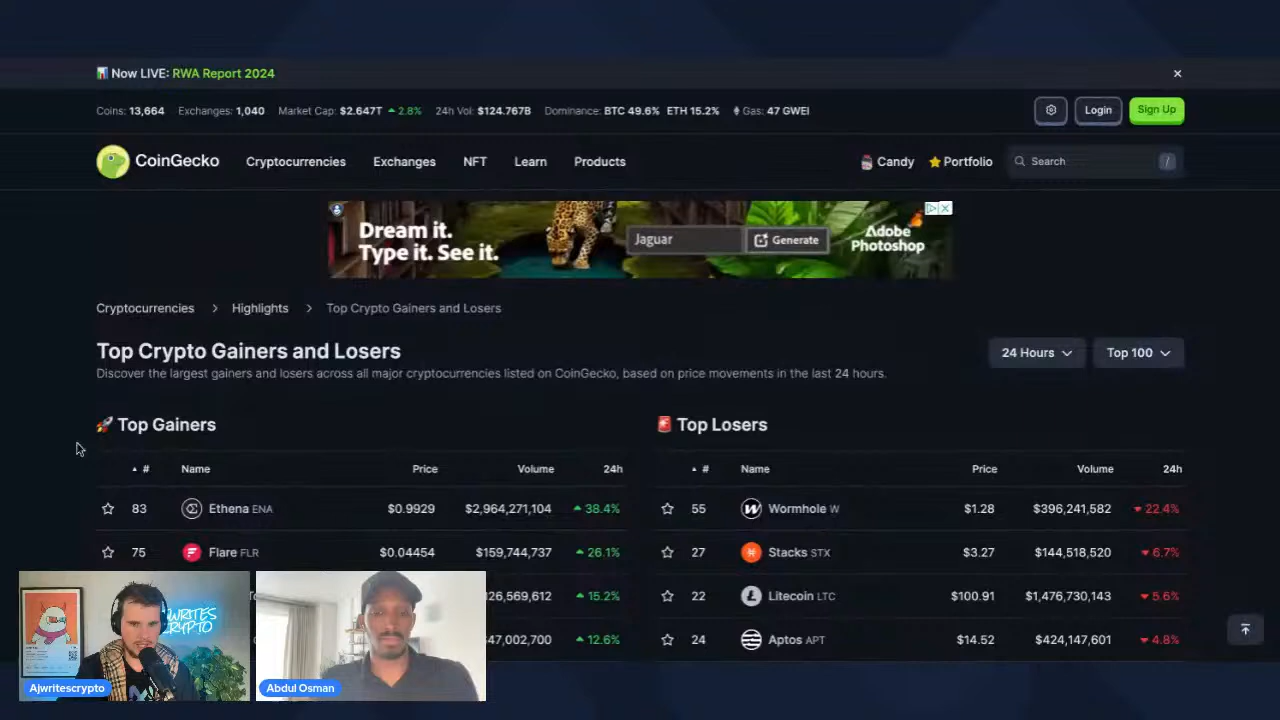 Now LIVE: RWA Report 2024
Coins: 13,664 Exchanges: 1,040 Market Cap: $2.647T 2.8% 24h Vol: $124.767B Dominance: BTC 49.6% ETH 15.2% Gas: 47 GWEI
Login
Sign Up
CoinGecko Cryptocurrencies Exchanges NFT Learn Products Candy Portfolio Search /
Dream it.
Type it. See it.
Jaguar
Generate
Adobe
Photoshop
Cryptocurrencies > Highlights > Top Crypto Gainers and Losers
Top Crypto Gainers and Losers
24 Hours Top 100
Discover the largest gainers and losers across all major cryptocurrencies listed on CoinGecko, based on price movements in the last 24 hours.
Top Gainers
# Name Price Volume 24h
83 Ethena ENA $0.9929 $2,964,271,104 38.4%
75 Flare FLR $0.04454 $159,744,737 26.1%
126,569,612 15.2%
47,002,700 12.6%
Top Losers
# Name Price Volume 24h
55 Wormhole W $1.28 $396,241,582 22.4%
27 Stacks STX $3.27 $144,518,520 6.7%
22 Litecoin LTC $100.91 $1,476,730,143 5.6%
24 Aptos APT $14.52 $424,147,601 4.8%
WRITES
CRYPTO
Ajwritescrypto
Abdul Osman